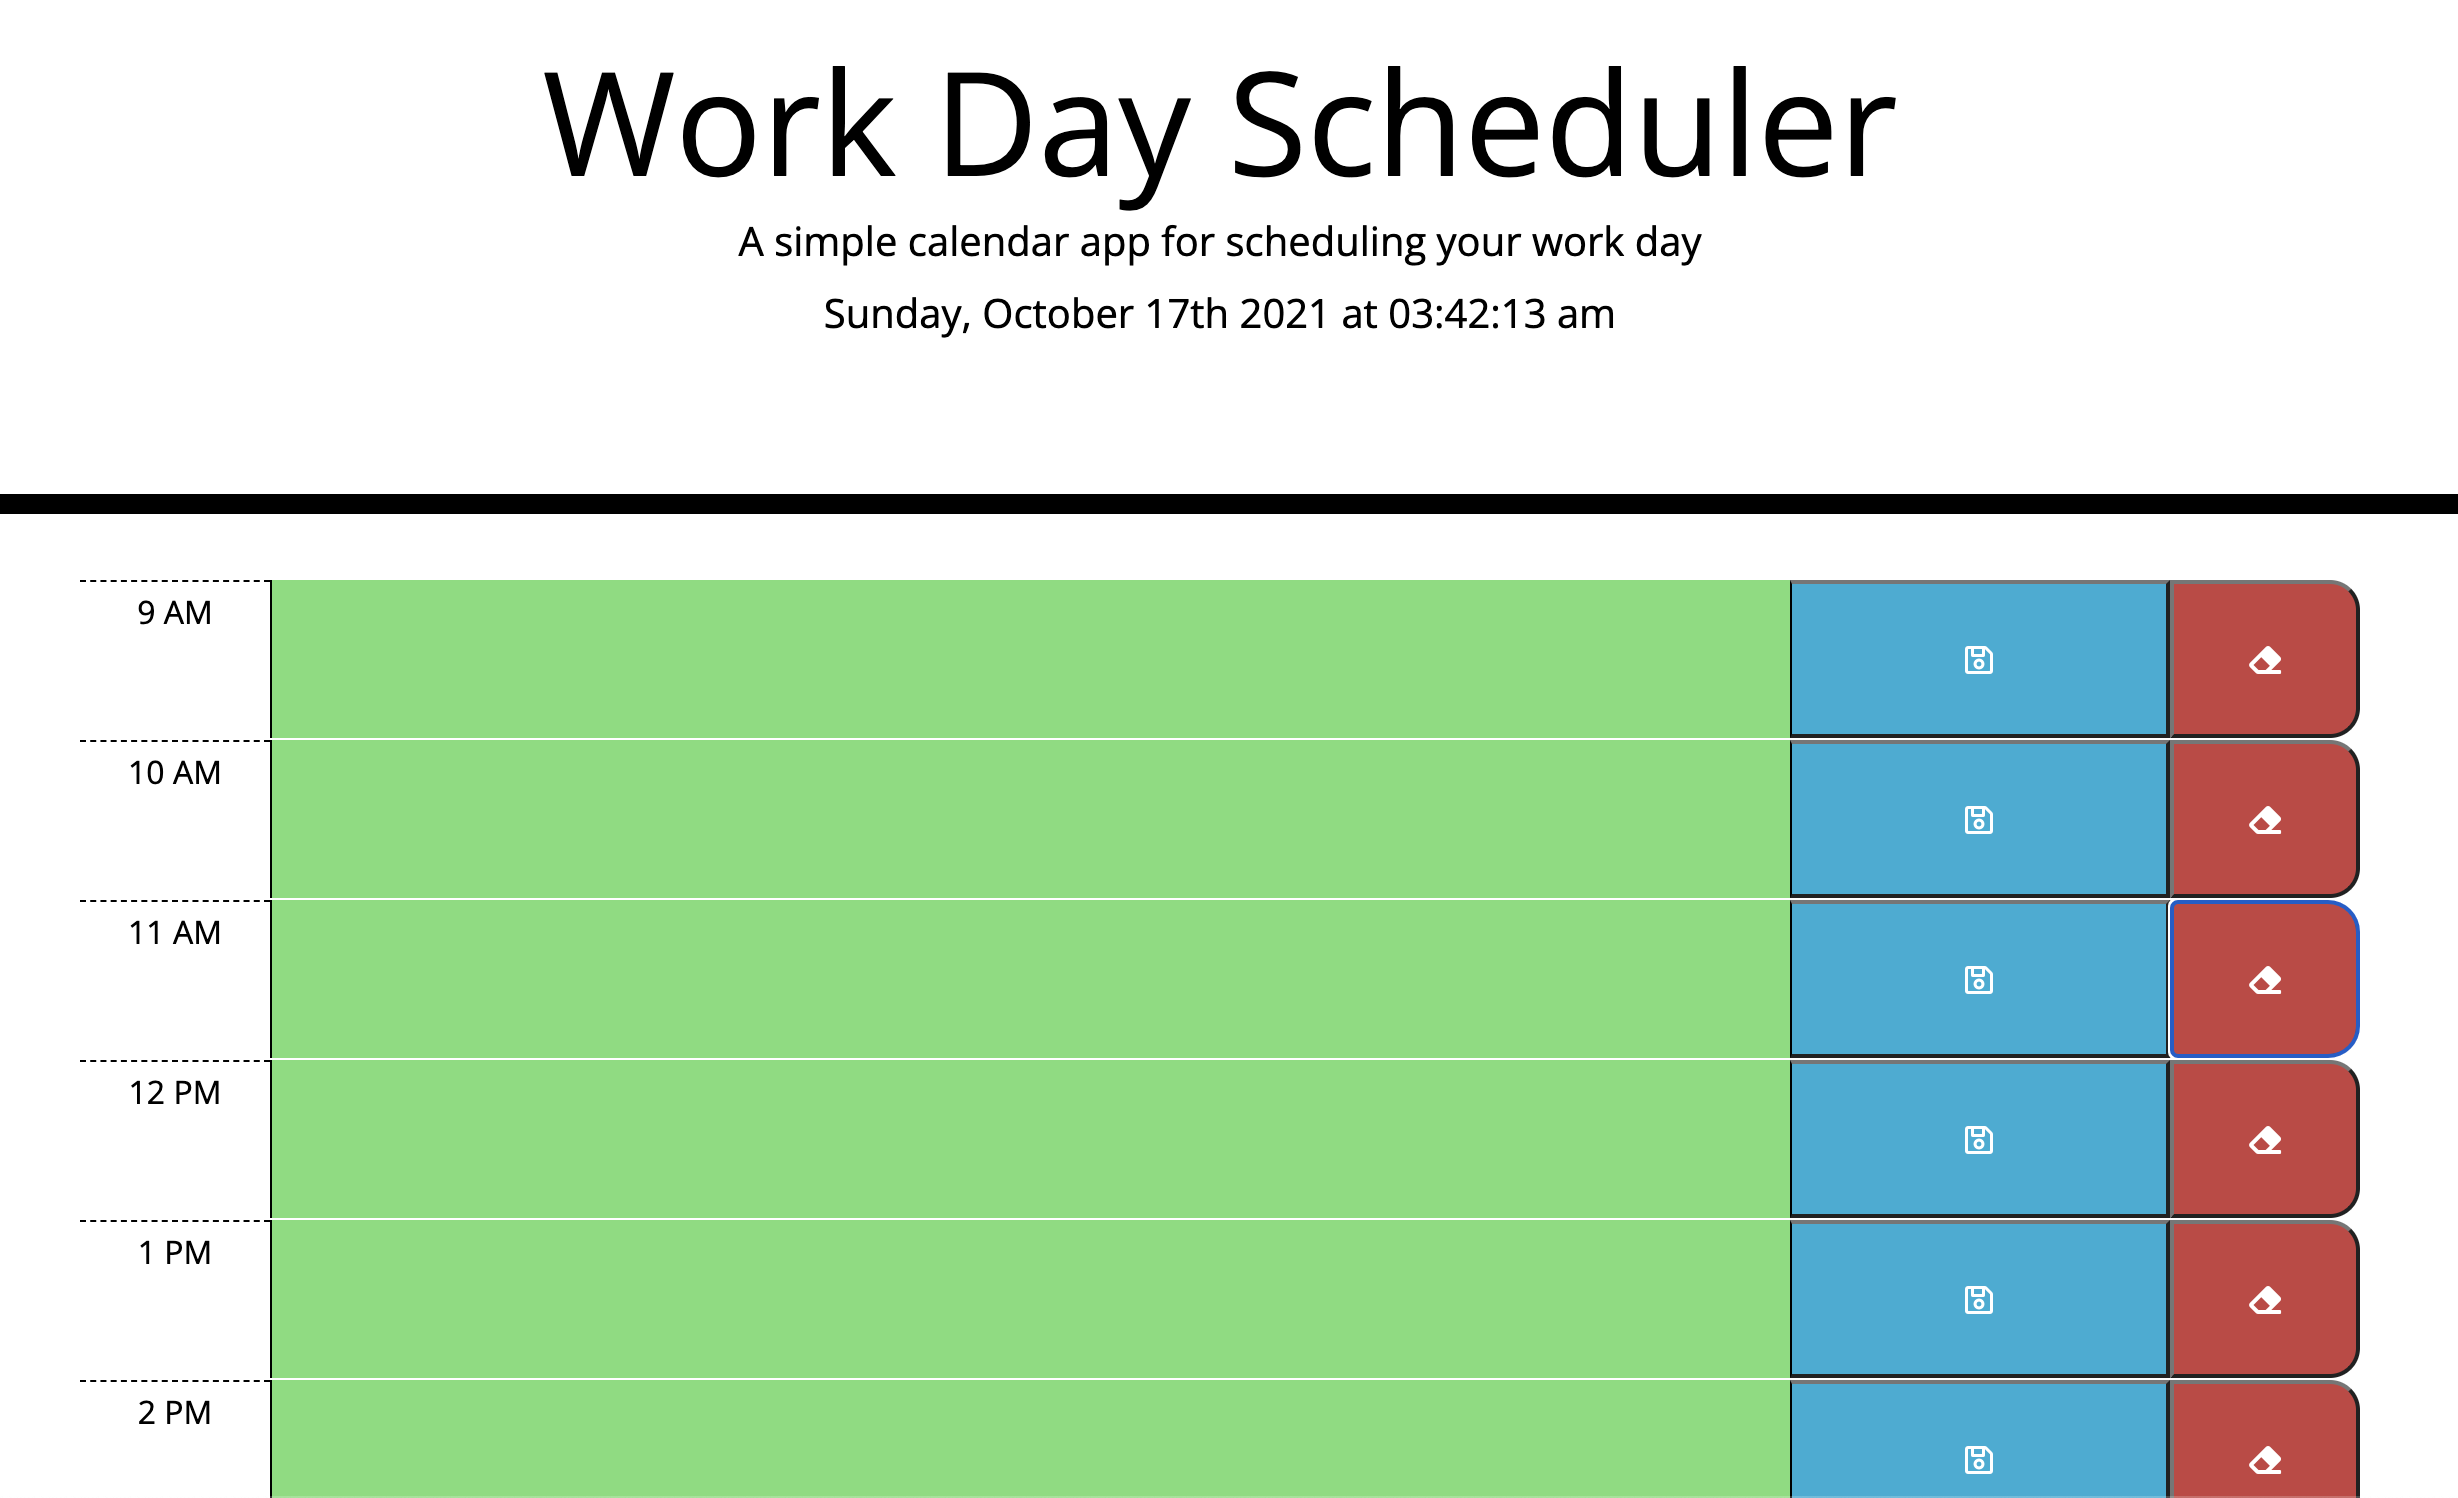 Work Day Scheduler
A simple calendar app for scheduling your work day
Sunday, October 17th 2021 at 03:42:13 am
9 AM
10 AM
11 AM
12 PM
1 PM
2 PM